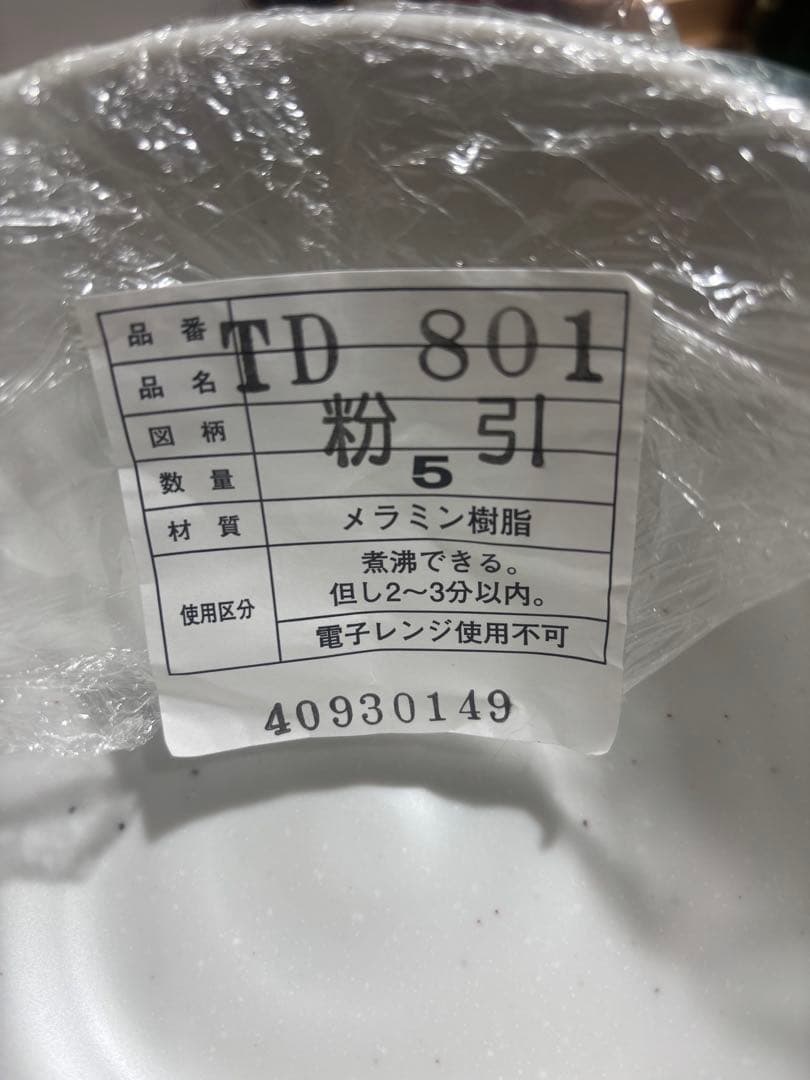 品番 TD 801
品名
図柄 粉引
数量 5
材質 メラミン樹脂
使用区分 煮沸できる。
但し2〜3分以内。
電子レンジ使用不可
40930149